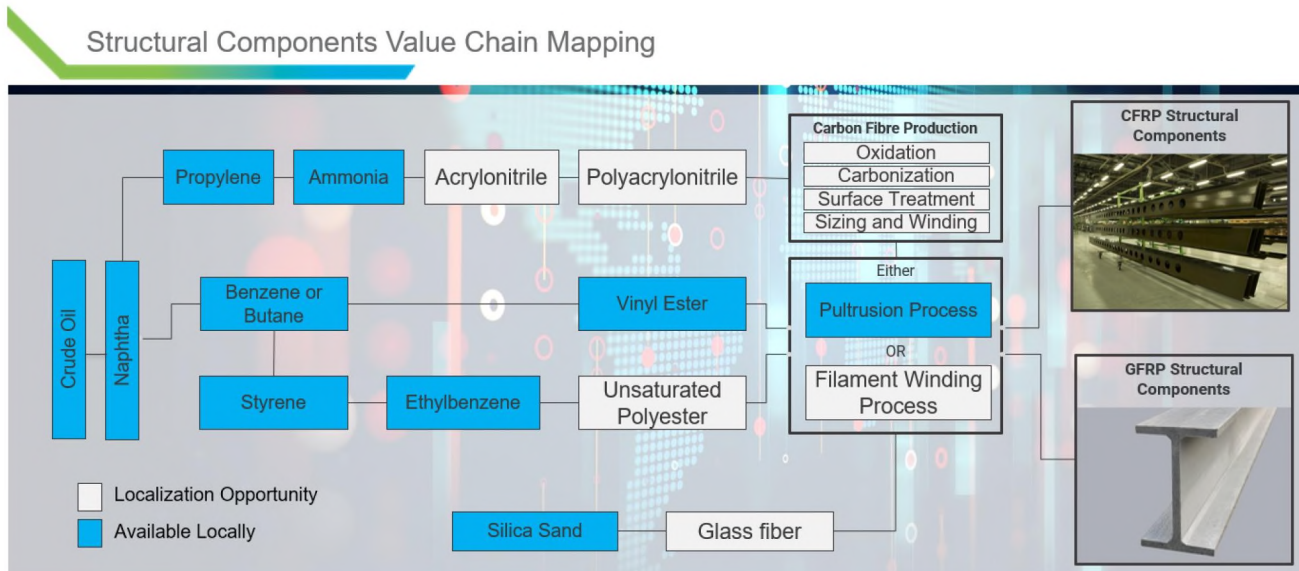 Structural Components Value Chain Mapping
Carbon Fibre Production
Oxidation
Carbonization
Surface Treatment
Sizing and Winding
CFRP Structural
Components
Propylene
Ammonia
Acrylonitrile
Polyacrylonitrile
Crude Oil
Naphtha
Benzene or
Butane
Vinyl Ester
Either
Pultrusion Process
OR
Filament Winding
Process
Styrene
Ethylbenzene
Unsaturated
Polyester
GFRP Structural
Components
Localization Opportunity
Available Locally
Silica Sand
Glass fiber